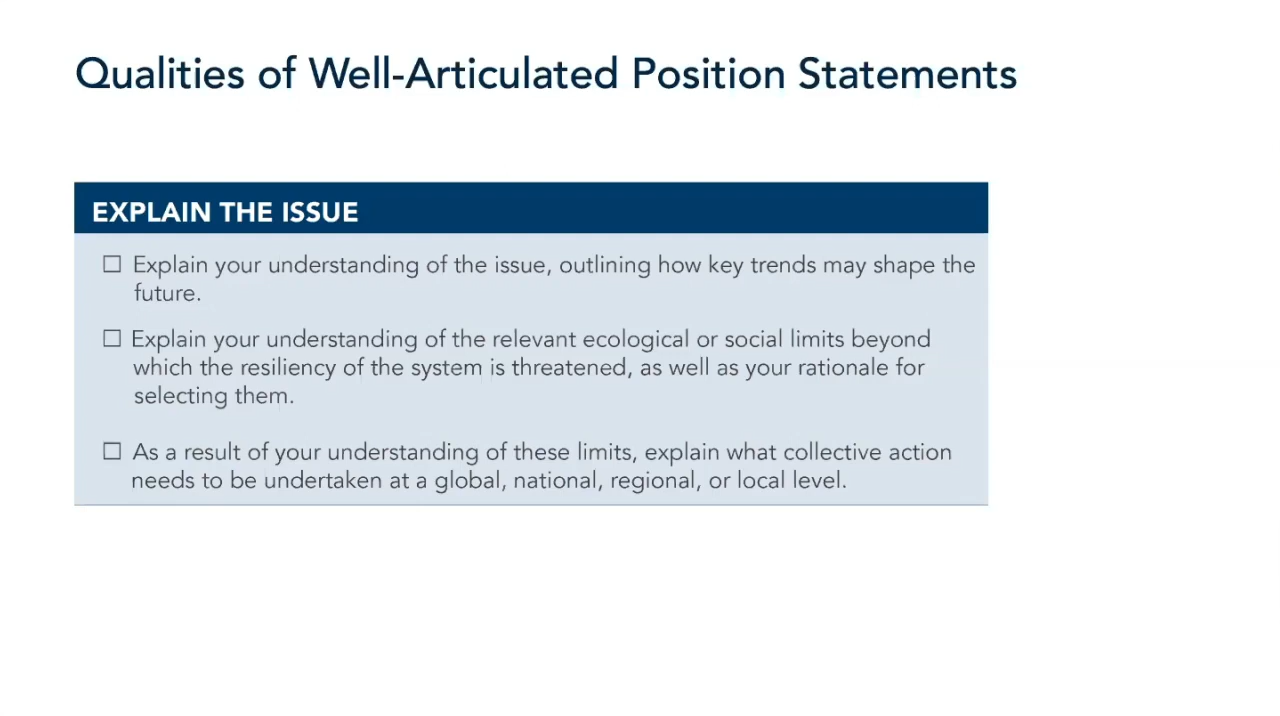 Qualities of Well-Articulated Position Statements
EXPLAIN THE ISSUE
☐ Explain your understanding of the issue, outlining how key trends may shape the
future.
☐ Explain your understanding of the relevant ecological or social limits beyond
which the resiliency of the system is threatened, as well as your rationale for
selecting them.
☐ As a result of your understanding of these limits, explain what collective action
needs to be undertaken at a global, national, regional, or local level.